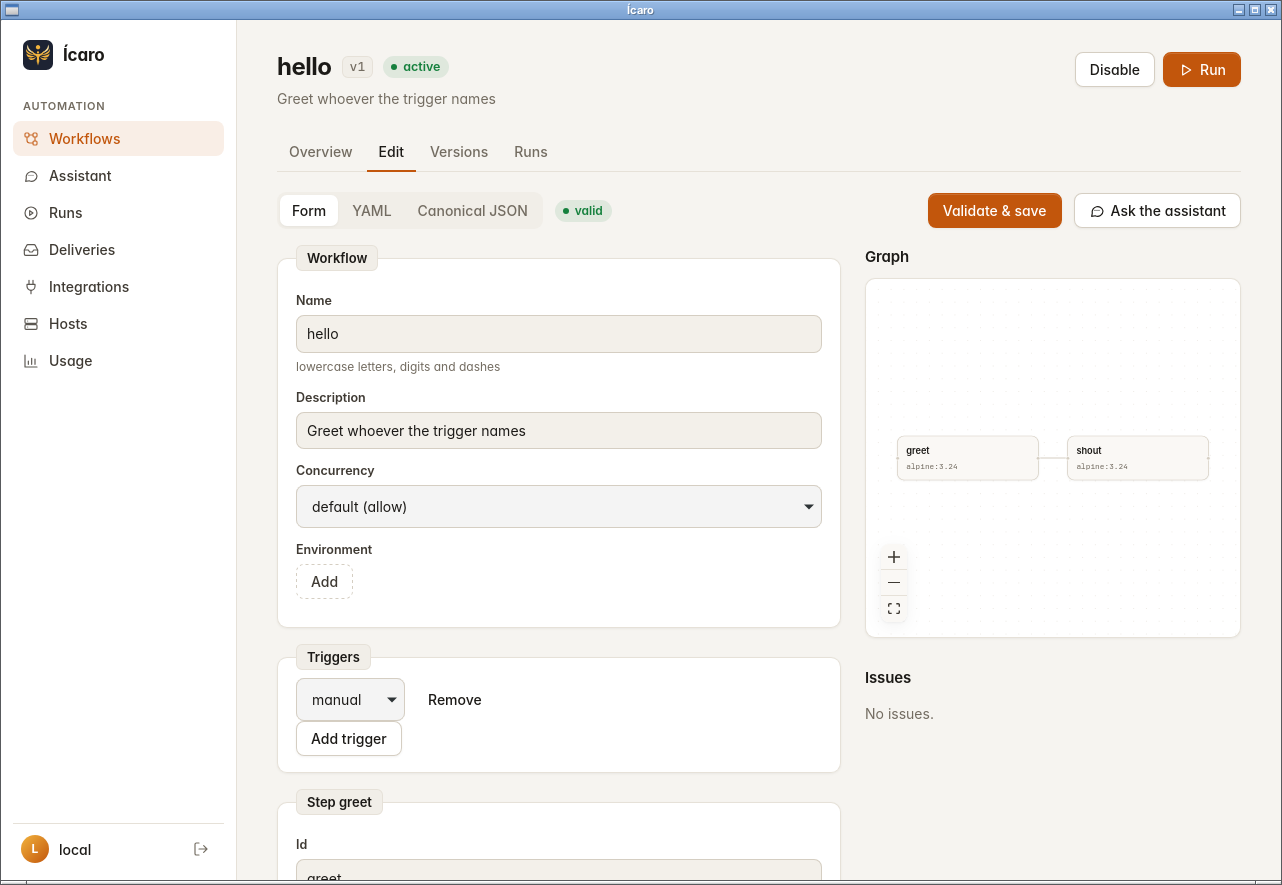 Ícaro
Ícaro
AUTOMATION
Workflows
Assistant
Runs
Deliveries
Integrations
Hosts
Usage
L local
hello v1 active
Greet whoever the trigger names
Disable Run
Overview Edit Versions Runs
Form YAML Canonical JSON valid
Validate & save Ask the assistant
Workflow
Name
hello
lowercase letters, digits and dashes
Description
Greet whoever the trigger names
Concurrency
default (allow)
Environment
Add
Triggers
manual Remove
Add trigger
Step greet
Id
greet
Graph
greet
alpine:3.24
shout
alpine:3.24
Issues
No issues.